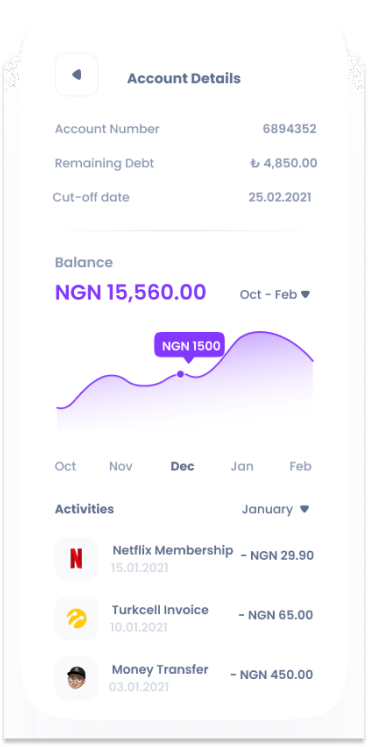 Account Details
Account Number 6894352
Remaining Debt ₺ 4,850.00
Cut-off date 25.02.2021
Balance
NGN 15,560.00 Oct - Feb
NGN 1500
Oct Nov Dec Jan Feb
Activities January
Netflix Membership - NGN 29.90
15.01.2021
Turkcell Invoice - NGN 65.00
10.01.2021
Money Transfer - NGN 450.00
03.01.2021